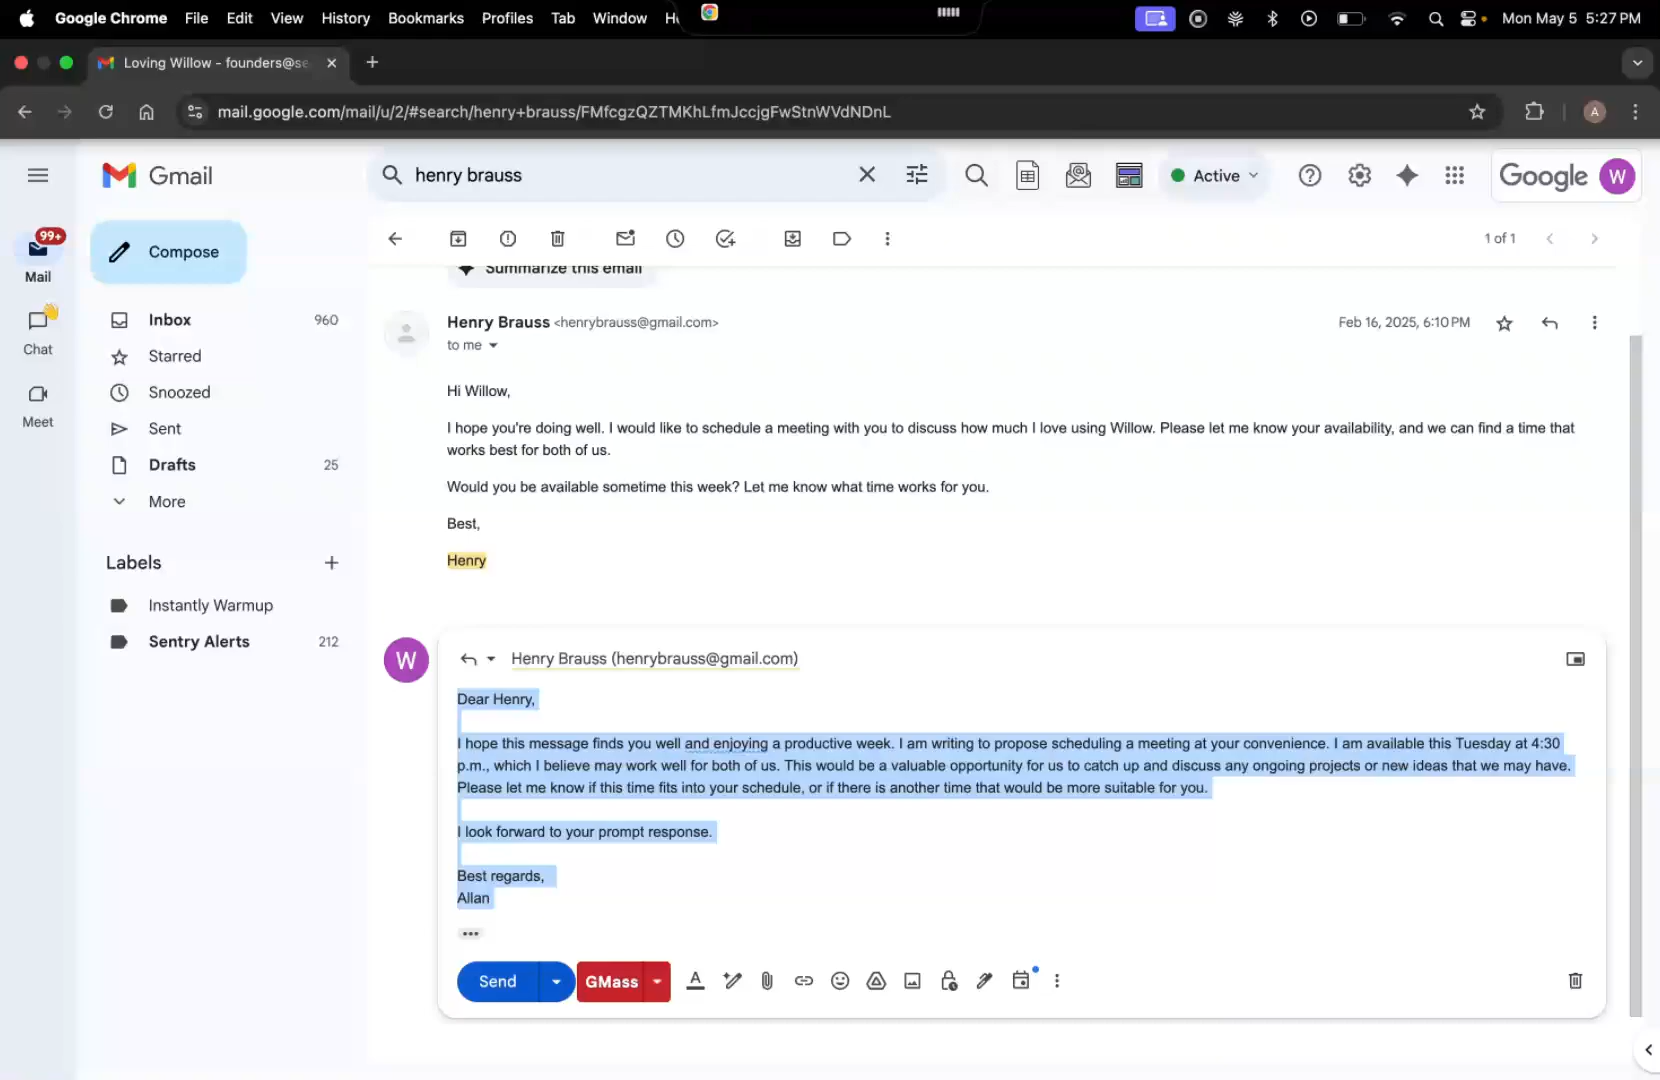 Google Chrome File Edit View History Bookmarks Profiles Tab Window Mon May 5 5:27 PM
Loving Willow - founders@se
mail.google.com/mail/u/2/#search/henry+brauss/FMfcgzQZTMKhLfmJccjgFwStnWVdNDnL
A
Gmail
henry brauss
Active
Google
W
99+
Mail
Chat
Meet
Compose
Inbox 960
Starred
Snoozed
Sent
Drafts 25
More
Labels
Instantly Warmup
Sentry Alerts 212
1 of 1
Summarize this email
Henry Brauss <henrybrauss@gmail.com>
Feb 16, 2025, 6:10 PM
to me
Hi Willow,
I hope you're doing well. I would like to schedule a meeting with you to discuss how much I love using Willow. Please let me know your availability, and we can find a time that
works best for both of us.
Would you be available sometime this week? Let me know what time works for you.
Best,
Henry
W
Henry Brauss (henrybrauss@gmail.com)
Dear Henry,
I hope this message finds you well and enjoying a productive week. I am writing to propose scheduling a meeting at your convenience. I am available this Tuesday at 4:30
p.m., which I believe may work well for both of us. This would be a valuable opportunity for us to catch up and discuss any ongoing projects or new ideas that we may have.
Please let me know if this time fits into your schedule, or if there is another time that would be more suitable for you.
I look forward to your prompt response.
Best regards,
Allan
Send GMass